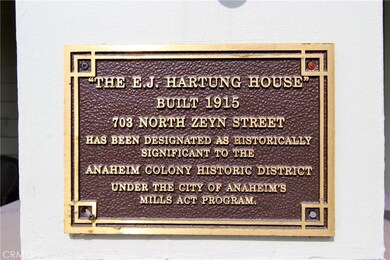 "THE E.J. HARTUNG HOUSE"
BUILT 1915
703 NORTH ZEYN STREET
HAS BEEN DESIGNATED AS HISTORICALLY
SIGNIFICANT TO THE
ANAHEIM COLONY HISTORIC DISTRICT
UNDER THE CITY OF ANAHEIM'S
MILLS ACT PROGRAM.
CRMLS